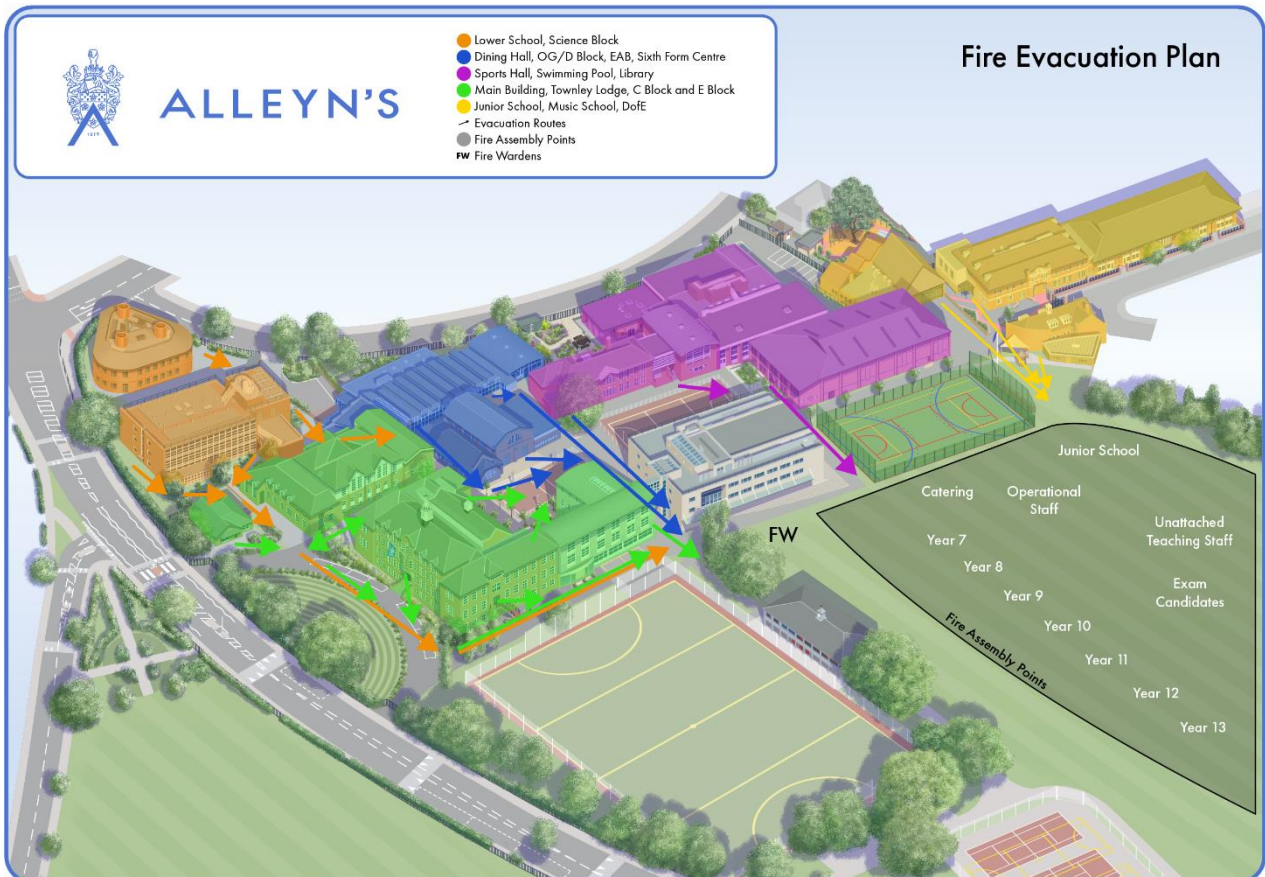 ALLEYN'S
1619
Lower School, Science Block
Dining Hall, OG/D Block, EAB, Sixth Form Centre
Sports Hall, Swimming Pool, Library
Main Building, Townley Lodge, C Block and E Block
Junior School, Music School, DofE
Evacuation Routes
Fire Assembly Points
FW Fire Wardens
Fire Evacuation Plan
FW
Junior School
Catering
Operational
Staff
Unattached
Teaching Staff
Year 7
Year 8
Exam
Candidates
Year 9
Year 10
Year 11
Year 12
Year 13
Fire Assembly Points